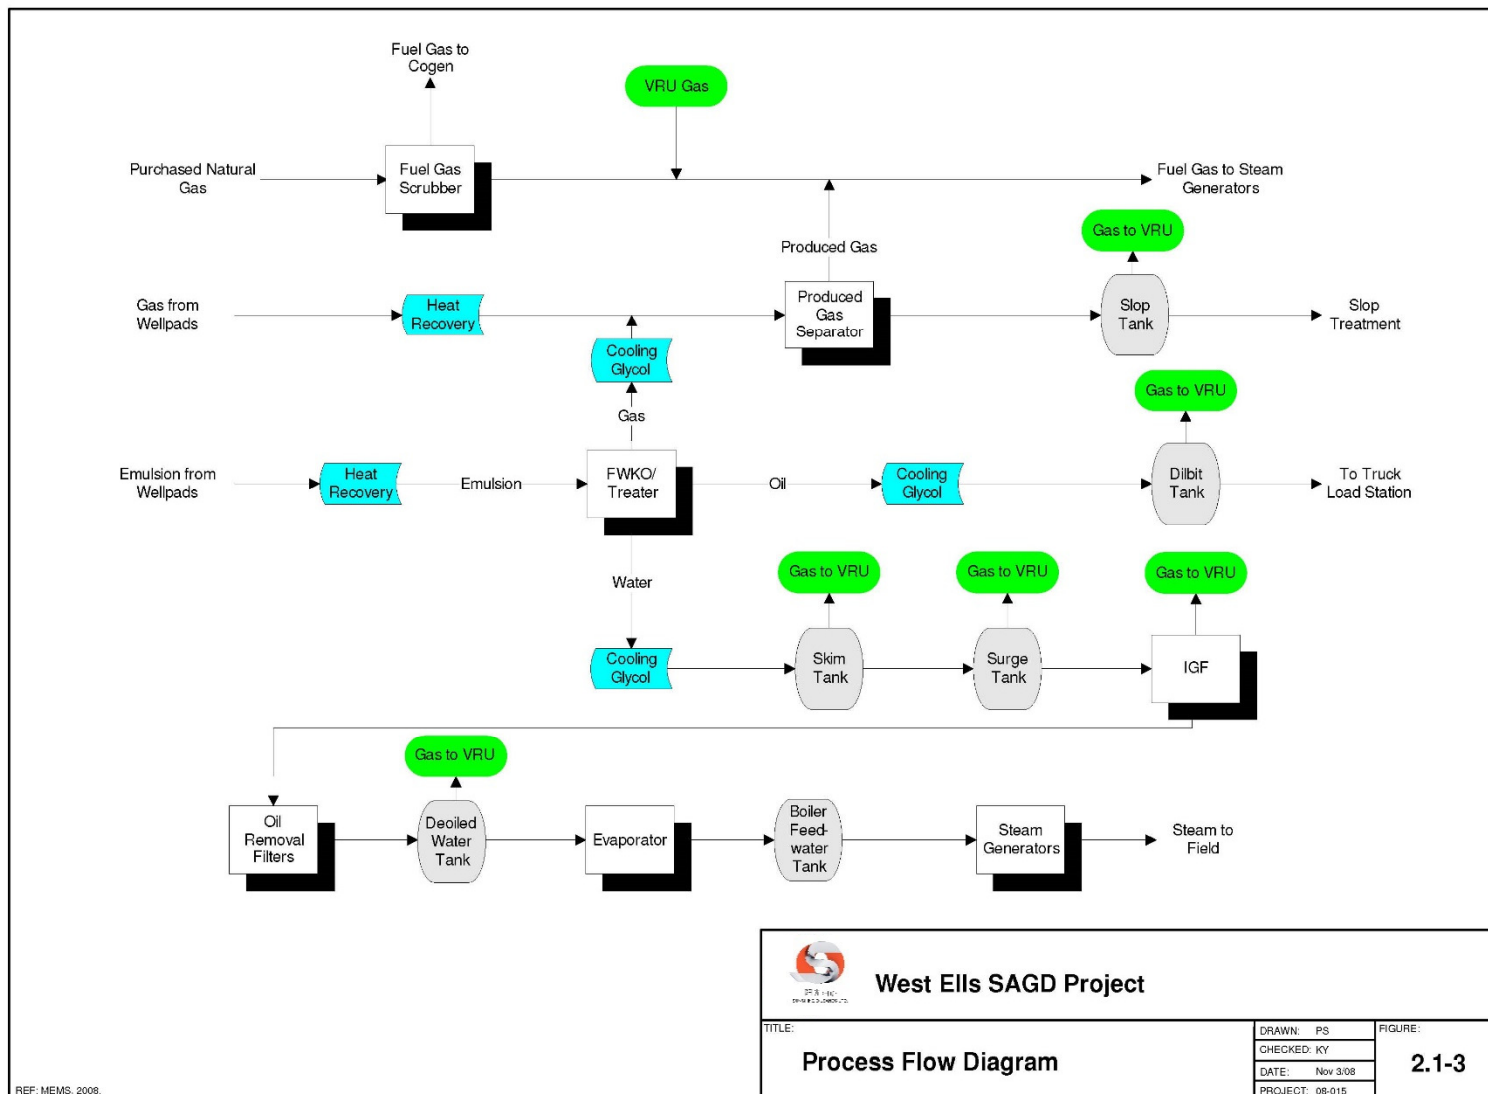 Fuel Gas to
Cogen
VRU Gas
Purchased Natural
Gas
Fuel Gas
Scrubber
Fuel Gas to Steam
Generators
Gas to VRU
Produced Gas
Gas from
Wellpads
Heat
Recovery
Produced
Gas
Separator
Slop
Tank
Slop
Treatment
Cooling
Glycol
Gas to VRU
Gas
Emulsion from
Wellpads
Heat
Recovery
Emulsion
FWKO/
Treater
Oil
Cooling
Glycol
Dilbit
Tank
To Truck
Load Station
Water
Gas to VRU
Gas to VRU
Gas to VRU
Cooling
Glycol
Skim
Tank
Surge
Tank
IGF
Gas to VRU
Oil
Removal
Filters
Deoiled
Water
Tank
Evaporator
Boiler
Feed-
water
Tank
Steam
Generators
Steam to
Field
West Ells SAGD Project
TITLE:
Process Flow Diagram
DRAWN: PS
CHECKED: KY
DATE: Nov 3/08
PROJECT: 08-015
FIGURE:
2.1-3
REF: MEMS, 2008.